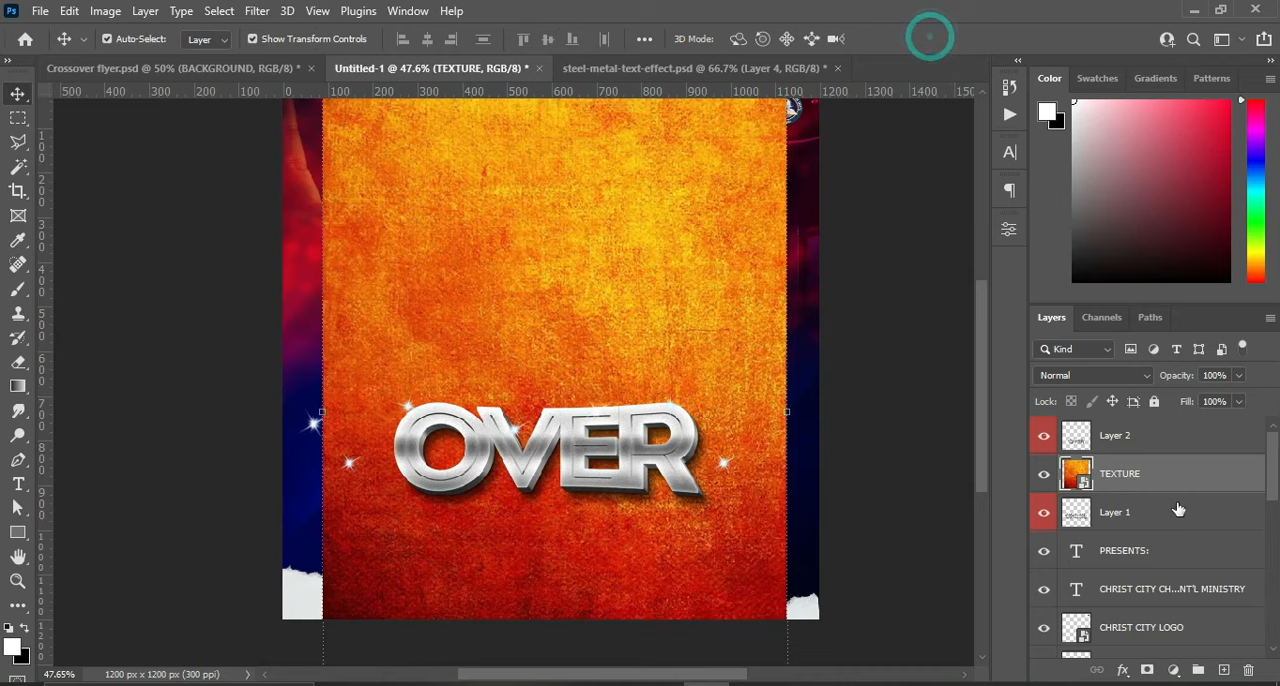 Ps File Edit Image Layer Type Select Filter 3D View Plugins Window Help
Auto-Select: Layer Show Transform Controls 3D Mode:
Crossover flyer.psd @ 50% (BACKGROUND, RGB/8) * × Untitled-1 @ 47.6% (TEXTURE, RGB/8) * × steel-metal-text-effect.psd @ 66.7% (Layer 4, RGB/8) * ×
500 400 300 200 100 0 100 200 300 400 500 600 700 800 900 1000 1100 1200 1300 1400
Color Swatches Gradients Patterns
OVER
Layers Channels Paths
Kind
Normal Opacity: 100%
Lock: Fill: 100%
Layer 2
TEXTURE
Layer 1
PRESENTS:
CHRIST CITY CH...NT'L MINISTRY
CHRIST CITY LOGO
47.65% 1200 px x 1200 px (300 ppi)